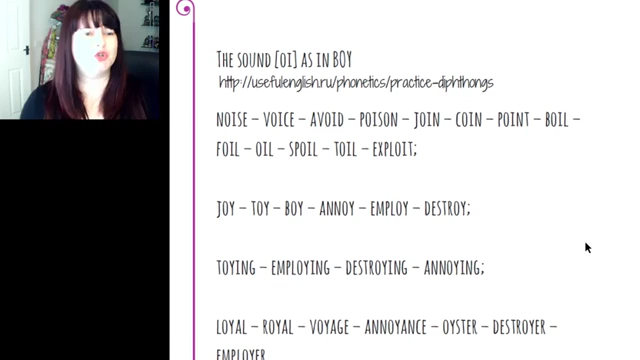 The sound [oi] as in BOY
http://usefulenglish.ru/phonetics/practice-diphthongs
noise – voice – avoid – poison – join – coin – point – boil –
foil – oil – spoil – toil – exploit;
joy – toy – boy – annoy – employ – destroy;
toying – employing – destroying – annoying;
loyal – royal – voyage – annoyance – oyster – destroyer –
employer